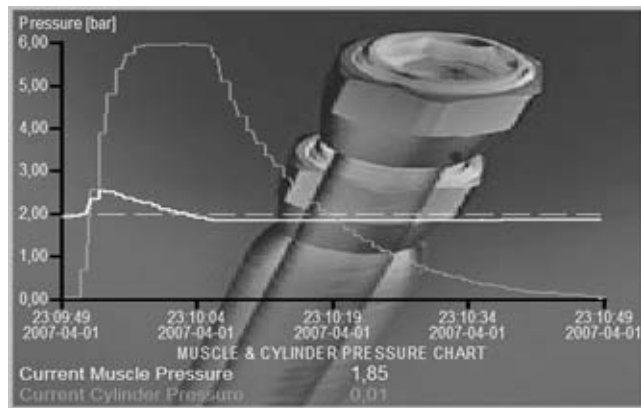 Pressure [bar]
6,00
5,00
4,00
3,00
2,00
1,00
0,00
23:09:49 23:10:04 23:10:19 23:10:34 23:10:49
2007-04-01 2007-04-01 2007-04-01 2007-04-01 2007-04-01
MUSCLE & CYLINDER PRESSURE CHART
Current Muscle Pressure 1,85
Current Cylinder Pressure 0,01